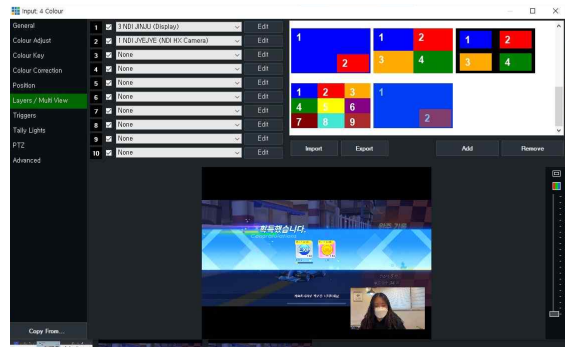 Input: 4 Colour
General
Colour Adjust
Colour Key
Colour Correction
Position
Layers / Multi View
Triggers
Tally Lights
PTZ
Advanced
Copy From...
1 3 NDI JINJU (Display) Edit
2 1 NDI JYEJYE (NDI HX Camera) Edit
3 None Edit
4 None Edit
5 None Edit
6 None Edit
7 None Edit
8 None Edit
9 None Edit
10 None Edit
1 2
1 2 3 4
1 2 3 4
1 2 3 4 5 6 7 8 9
1 2
Import Export Add Remove
획득했습니다.